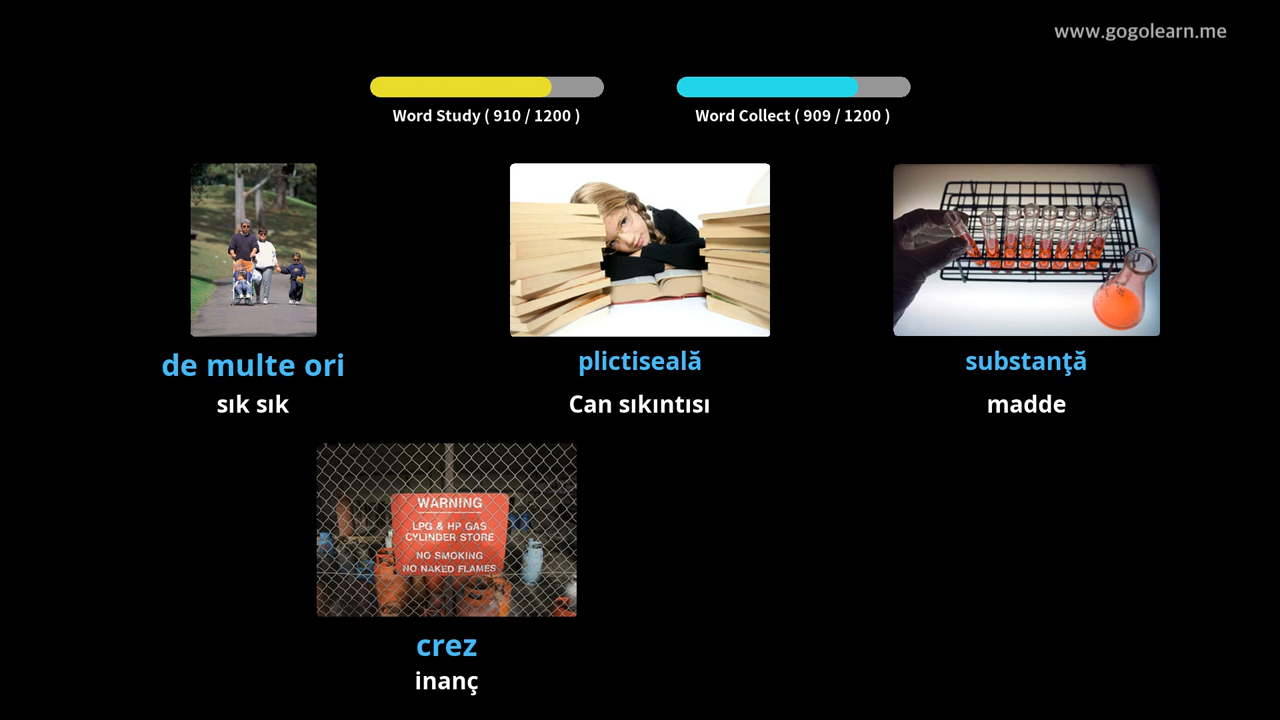 www.gogolearn.me
Word Study ( 910 / 1200 )
Word Collect ( 909 / 1200 )
de multe ori
sık sık
plictiseală
Can sıkıntısı
substanţă
madde
WARNING
LPG & HP GAS
CYLINDER STORE
NO SMOKING
NO NAKED FLAMES
crez
inanç